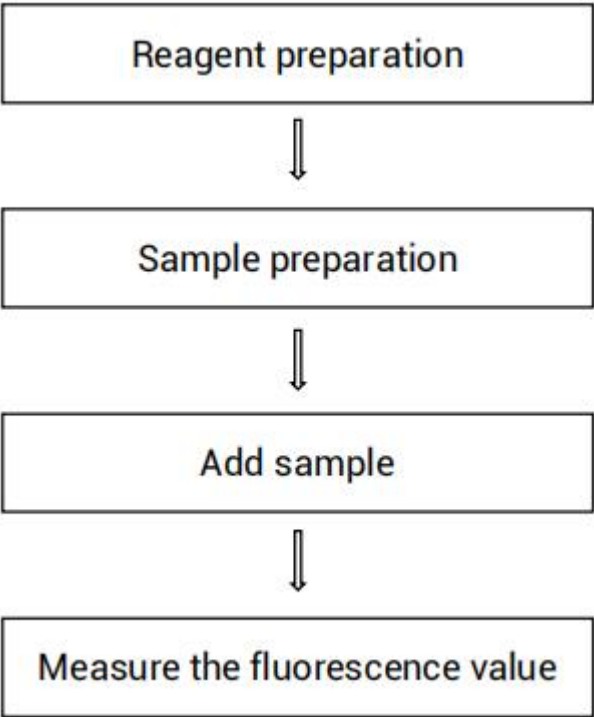 Reagent preparation
Sample preparation
Add sample
Measure the fluorescence value